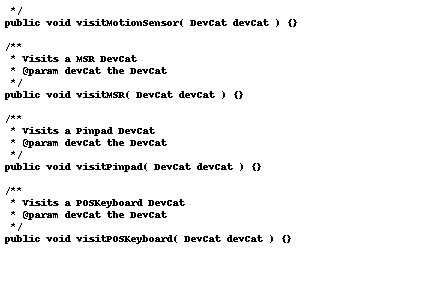 */
public void visitMotionSensor( DevCat devCat ) {}
/**
 * Visits a MSR DevCat
 * @param devCat the DevCat
 */
public void visitMSR( DevCat devCat ) {}
/**
 * Visits a Pinpad DevCat
 * @param devCat the DevCat
 */
public void visitPinpad( DevCat devCat ) {}
/**
 * Visits a POSKeyboard DevCat
 * @param devCat the DevCat
 */
public void visitPOSKeyboard( DevCat devCat ) {}